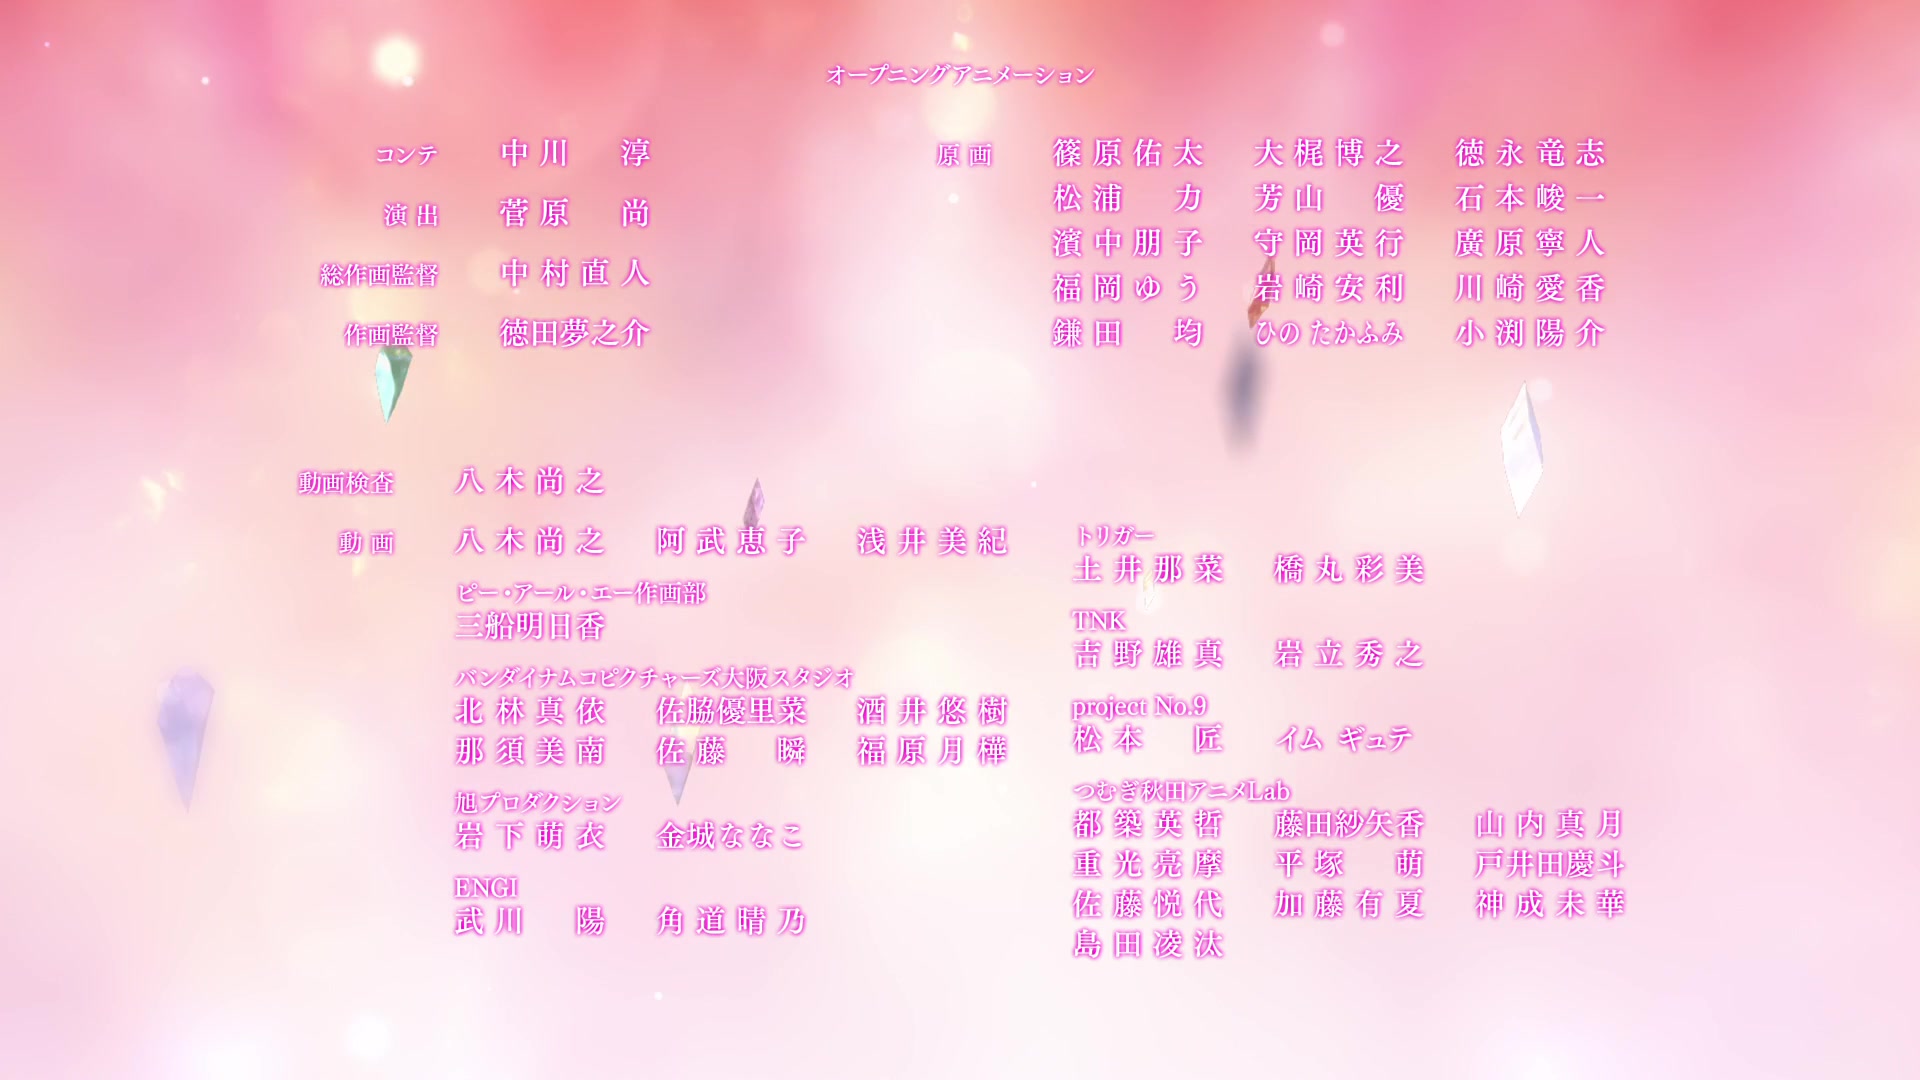 オープニングアニメーション
コンテ 中川 淳
演出 菅原 尚
総作画監督 中村直人
作画監督 徳田夢之介
原画 篠原佑太 大梶博之 徳永竜志
松浦 力 芳山 優 石本峻一
濱中朋子 守岡英行 廣原寧人
福岡ゆう 岩崎安利 川崎愛香
鎌田 均 ひの たかふみ 小渕陽介
動画検査 八木尚之
動画 八木尚之 阿武恵子 浅井美紀
ピー・アール・エー作画部
三船明日香
バンダイナムコピクチャーズ大阪スタジオ
北林真依 佐脇優里菜 酒井悠樹
那須美南 佐藤 瞬 福原月樺
旭プロダクション
岩下萌衣 金城ななこ
ENGI
武川 陽 角道晴乃
トリガー
土井那菜 橋丸彩美
TNK
吉野雄真 岩立秀之
project No.9
松本 匠 イム ギュテ
つむぎ秋田アニメLab
都築英哲 藤田紗矢香 山内真月
重光亮摩 平塚 萌 戸井田慶斗
佐藤悦代 加藤有夏 神成未華
島田凌汰